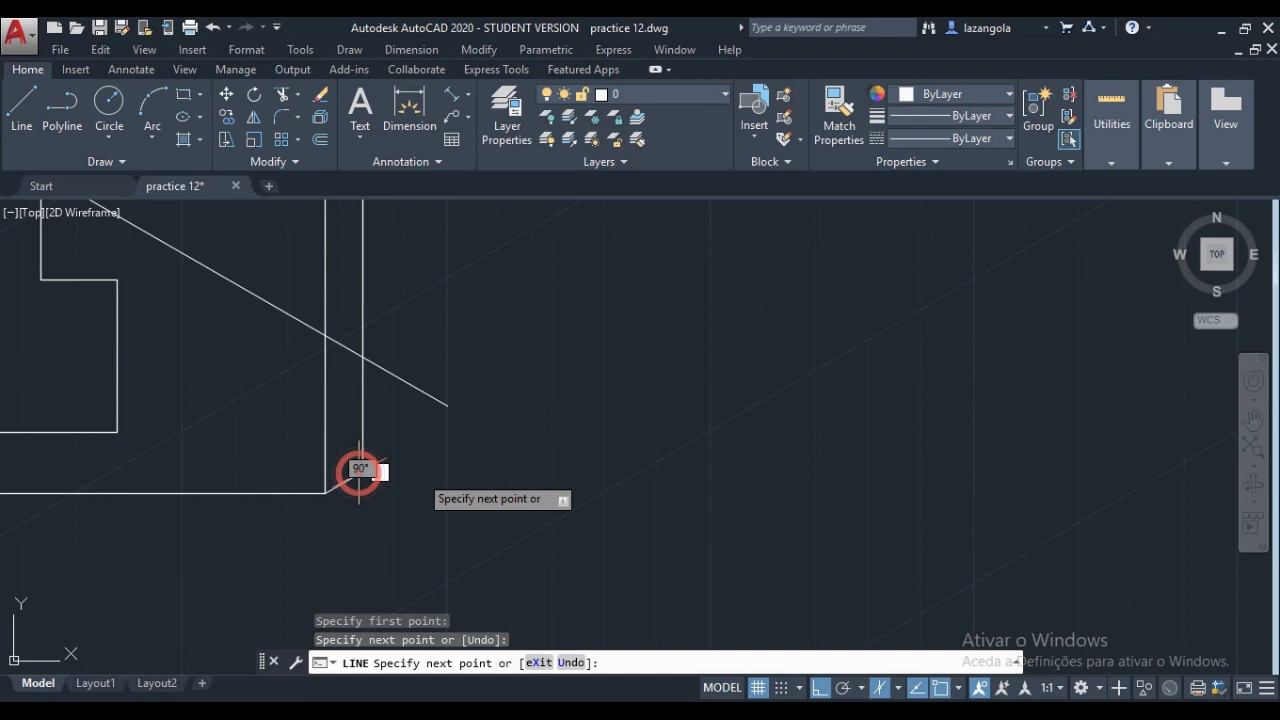 Autodesk AutoCAD 2020 - STUDENT VERSION practice 12.dwg
Type a keyword or phrase
lazangola
File Edit View Insert Format Tools Draw Dimension Modify Parametric Express Window Help
Home Insert Annotate View Manage Output Add-ins Collaborate Express Tools Featured Apps
0
ByLayer
ByLayer
ByLayer
Line Polyline Circle Arc
Text Dimension
Layer Properties
Insert
Match Properties
Group
Utilities
Clipboard
View
Draw Modify Annotation Layers Block Properties Groups
Start practice 12*
[−][Top][2D Wireframe]
N
W TOP E
S
WCS
90°
Specify next point or
Y
X
Specify first point:
Specify next point or [Undo]:
LINE Specify next point or [eXit Undo]:
Ativar o Windows
Aceda a Definições para ativar o Windows.
Model Layout1 Layout2
MODEL 1:1